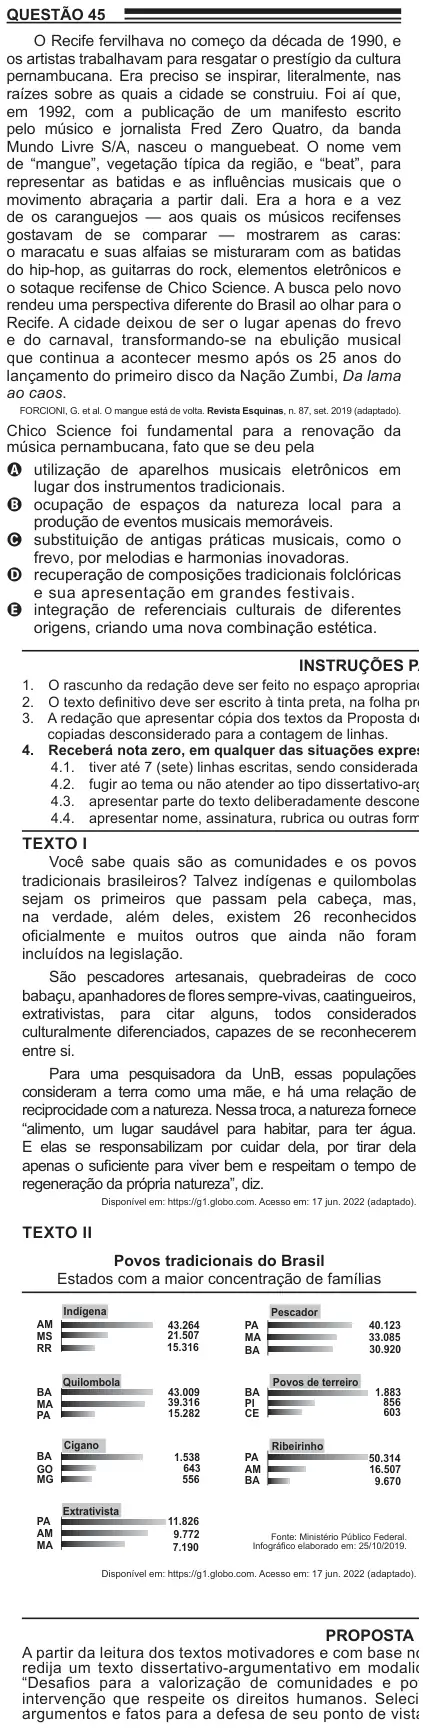 QUESTÃO 45
O Recife fervilhava no começo da década de 1990, e
os artistas trabalhavam para resgatar o prestígio da cultura
pernambucana. Era preciso se inspirar, literalmente, nas
raízes sobre as quais a cidade se construiu. Foi aí que,
em 1992, com a publicação de um manifesto escrito
pelo músico e jornalista Fred Zero Quatro, da banda
Mundo Livre S/A, nasceu o manguebeat. O nome vem
de “mangue”, vegetação típica da região, e “beat”, para
representar as batidas e as influências musicais que o
movimento abraçaria a partir dali. Era a hora e a vez
de os caranguejos — aos quais os músicos recifenses
gostavam de se comparar — mostrarem as caras:
o maracatu e suas alfaias se misturaram com as batidas
do hip-hop, as guitarras do rock, elementos eletrônicos e
o sotaque recifense de Chico Science. A busca pelo novo
rendeu uma perspectiva diferente do Brasil ao olhar para o
Recife. A cidade deixou de ser o lugar apenas do frevo
e do carnaval, transformando-se na ebulição musical
que continua a acontecer mesmo após os 25 anos do
lançamento do primeiro disco da Nação Zumbi, Da lama
ao caos.
FORCIONI, G. et al. O mangue está de volta. Revista Esquinas, n. 87, set. 2019 (adaptado).
Chico Science foi fundamental para a renovação da
música pernambucana, fato que se deu pela
A utilização de aparelhos musicais eletrônicos em
lugar dos instrumentos tradicionais.
B ocupação de espaços da natureza local para a
produção de eventos musicais memoráveis.
C substituição de antigas práticas musicais, como o
frevo, por melodias e harmonias inovadoras.
D recuperação de composições tradicionais folclóricas
e sua apresentação em grandes festivais.
E integração de referenciais culturais de diferentes
origens, criando uma nova combinação estética.
INSTRUÇÕES PA
1. O rascunho da redação deve ser feito no espaço apropria
2. O texto definitivo deve ser escrito à tinta preta, na folha pr
3. A redação que apresentar cópia dos textos da Proposta de
copiadas desconsiderado para a contagem de linhas.
4. Receberá nota zero, em qualquer das situações expres
4.1. tiver até 7 (sete) linhas escritas, sendo considerada
4.2. fugir ao tema ou não atender ao tipo dissertativo-arg
4.3. apresentar parte do texto deliberadamente descone
4.4. apresentar nome, assinatura, rubrica ou outras form
TEXTO I
Você sabe quais são as comunidades e os povos
tradicionais brasileiros? Talvez indígenas e quilombolas
sejam os primeiros que passam pela cabeça, mas,
na verdade, além deles, existem 26 reconhecidos
oficialmente e muitos outros que ainda não foram
incluídos na legislação.
São pescadores artesanais, quebradeiras de coco
babaçu, apanhadores de flores sempre-vivas, caatingueiros,
extrativistas, para citar alguns, todos considerados
culturalmente diferenciados, capazes de se reconhecerem
entre si.
Para uma pesquisadora da UnB, essas populações
consideram a terra como uma mãe, e há uma relação de
reciprocidade com a natureza. Nessa troca, a natureza fornece
“alimento, um lugar saudável para habitar, para ter água.
E elas se responsabilizam por cuidar dela, por tirar dela
apenas o suficiente para viver bem e respeitam o tempo de
regeneração da própria natureza”, diz.
Disponível em: https://g1.globo.com. Acesso em: 17 jun. 2022 (adaptado).
TEXTO II
Povos tradicionais do Brasil
Estados com a maior concentração de famílias
Indígena
AM 43.264
MS 21.507
RR 15.316
Pescador
PA 40.123
MA 33.085
BA 30.920
Quilombola
BA 43.009
MA 39.316
PA 15.282
Povos de terreiro
BA 1.883
PI 856
CE 603
Cigano
BA 1.538
GO 643
MG 556
Ribeirinho
PA 50.314
AM 16.507
BA 9.670
Extrativista
PA 11.826
AM 9.772
MA 7.190
Fonte: Ministério Público Federal.
Infográfico elaborado em: 25/10/2019.
Disponível em: https://g1.globo.com. Acesso em: 17 jun. 2022 (adaptado).
PROPOSTA
A partir da leitura dos textos motivadores e com base no
redija um texto dissertativo-argumentativo em modalid
“Desafios para a valorização de comunidades e po
intervenção que respeite os direitos humanos. Seleci
argumentos e fatos para a defesa de seu ponto de vista